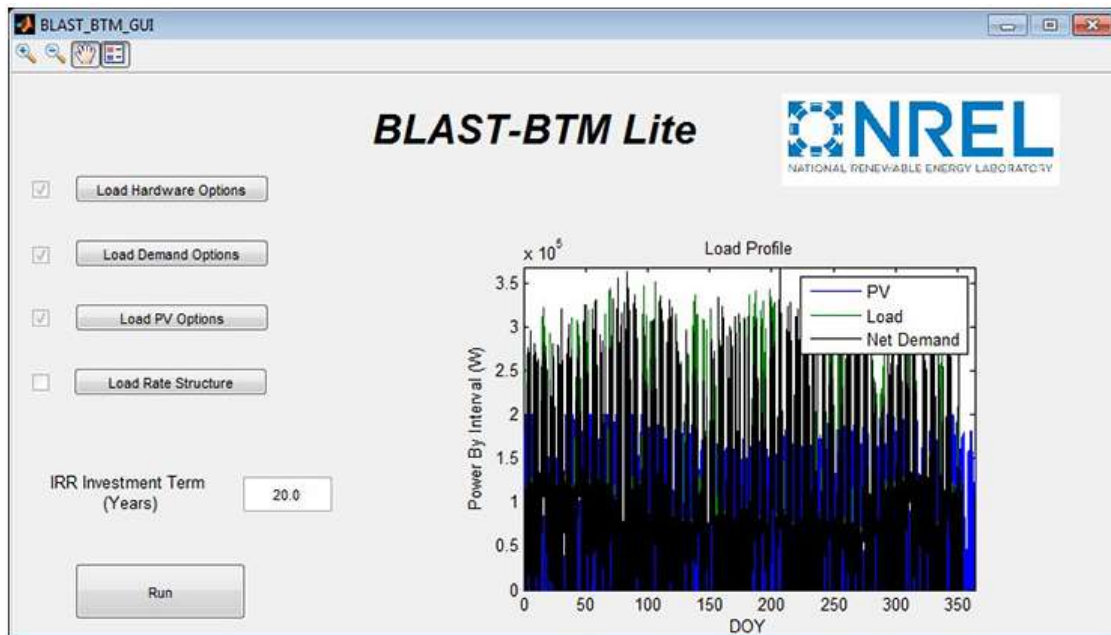 BLAST_BTM_GUI
BLAST-BTM Lite
NREL
NATIONAL RENEWABLE ENERGY LABORATORY
Load Hardware Options
Load Demand Options
Load PV Options
Load Rate Structure
IRR Investment Term
(Years)
20.0
Run
x 10^5
Load Profile
PV
Load
Net Demand
Power By Interval (W)
3.5
3
2.5
2
1.5
1
0.5
0
0 50 100 150 200 250 300 350
DOY